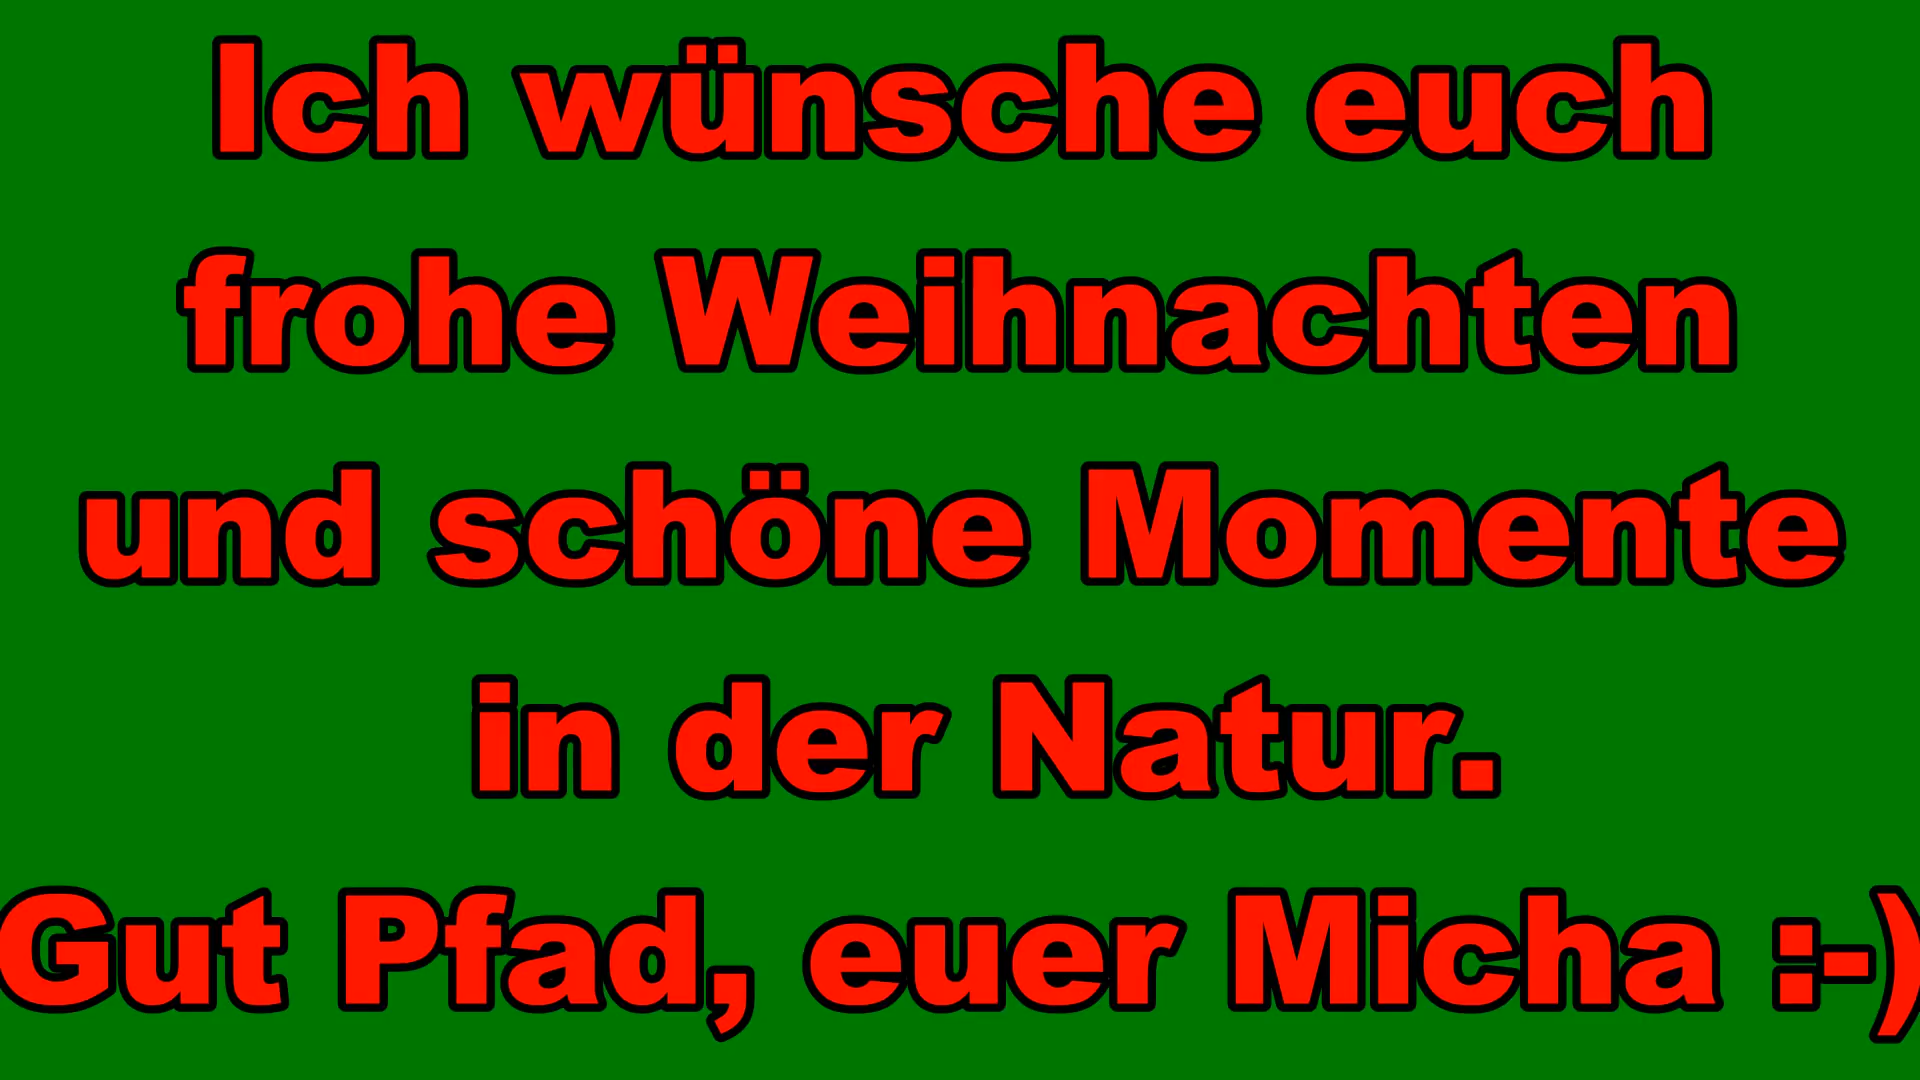 Ich wünsche euch
frohe Weihnachten
und schöne Momente
in der Natur.
Gut Pfad, euer Micha :-)